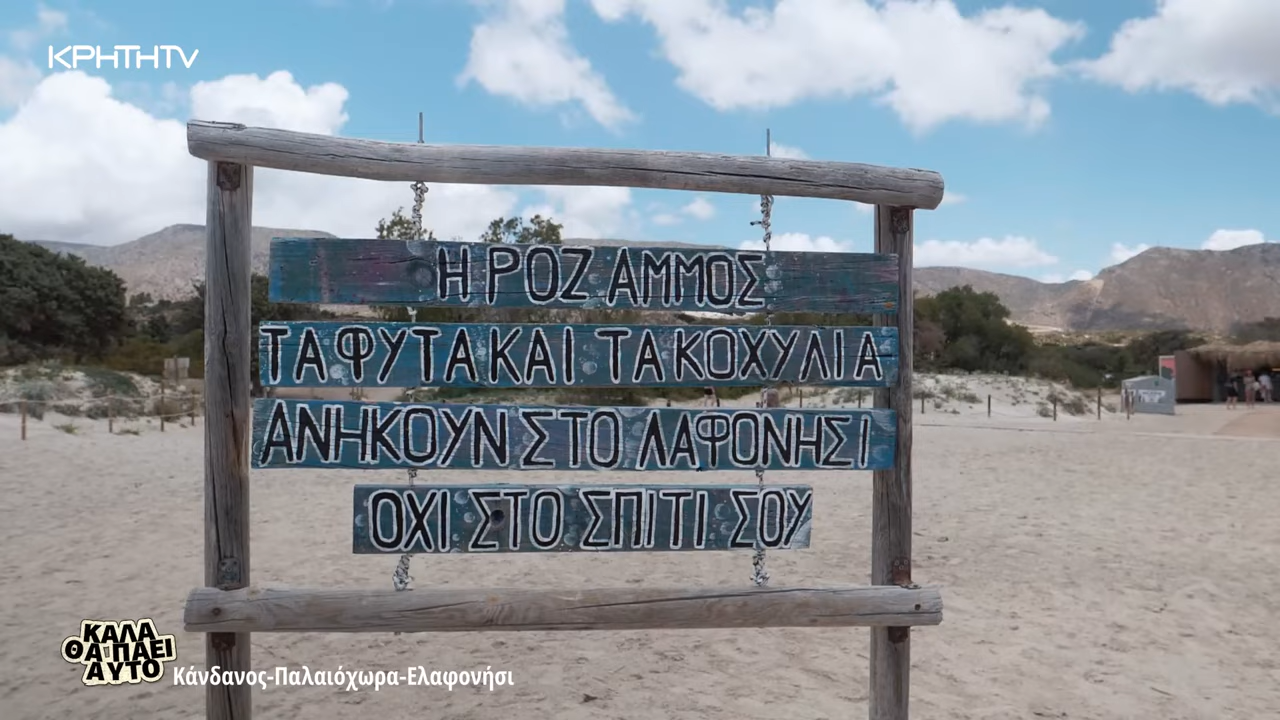 ΚΡΗΤΗTV
Η ΡΟΖ ΑΜΜΟΣ
ΤΑ ΦΥΤΑ ΚΑΙ ΤΑ ΚΟΧΥΛΙΑ
ΑΝΗΚΟΥΝ ΣΤΟ ΛΑΦΟΝΗΣΙ
ΟΧΙ ΣΤΟ ΣΠΙΤΙ ΣΟΥ
ΚΑΛΑ
ΘΑ ΠΑΕΙ
ΑΥΤΟ
Κάνδανος-Παλαιόχωρα-Ελαφονήσι